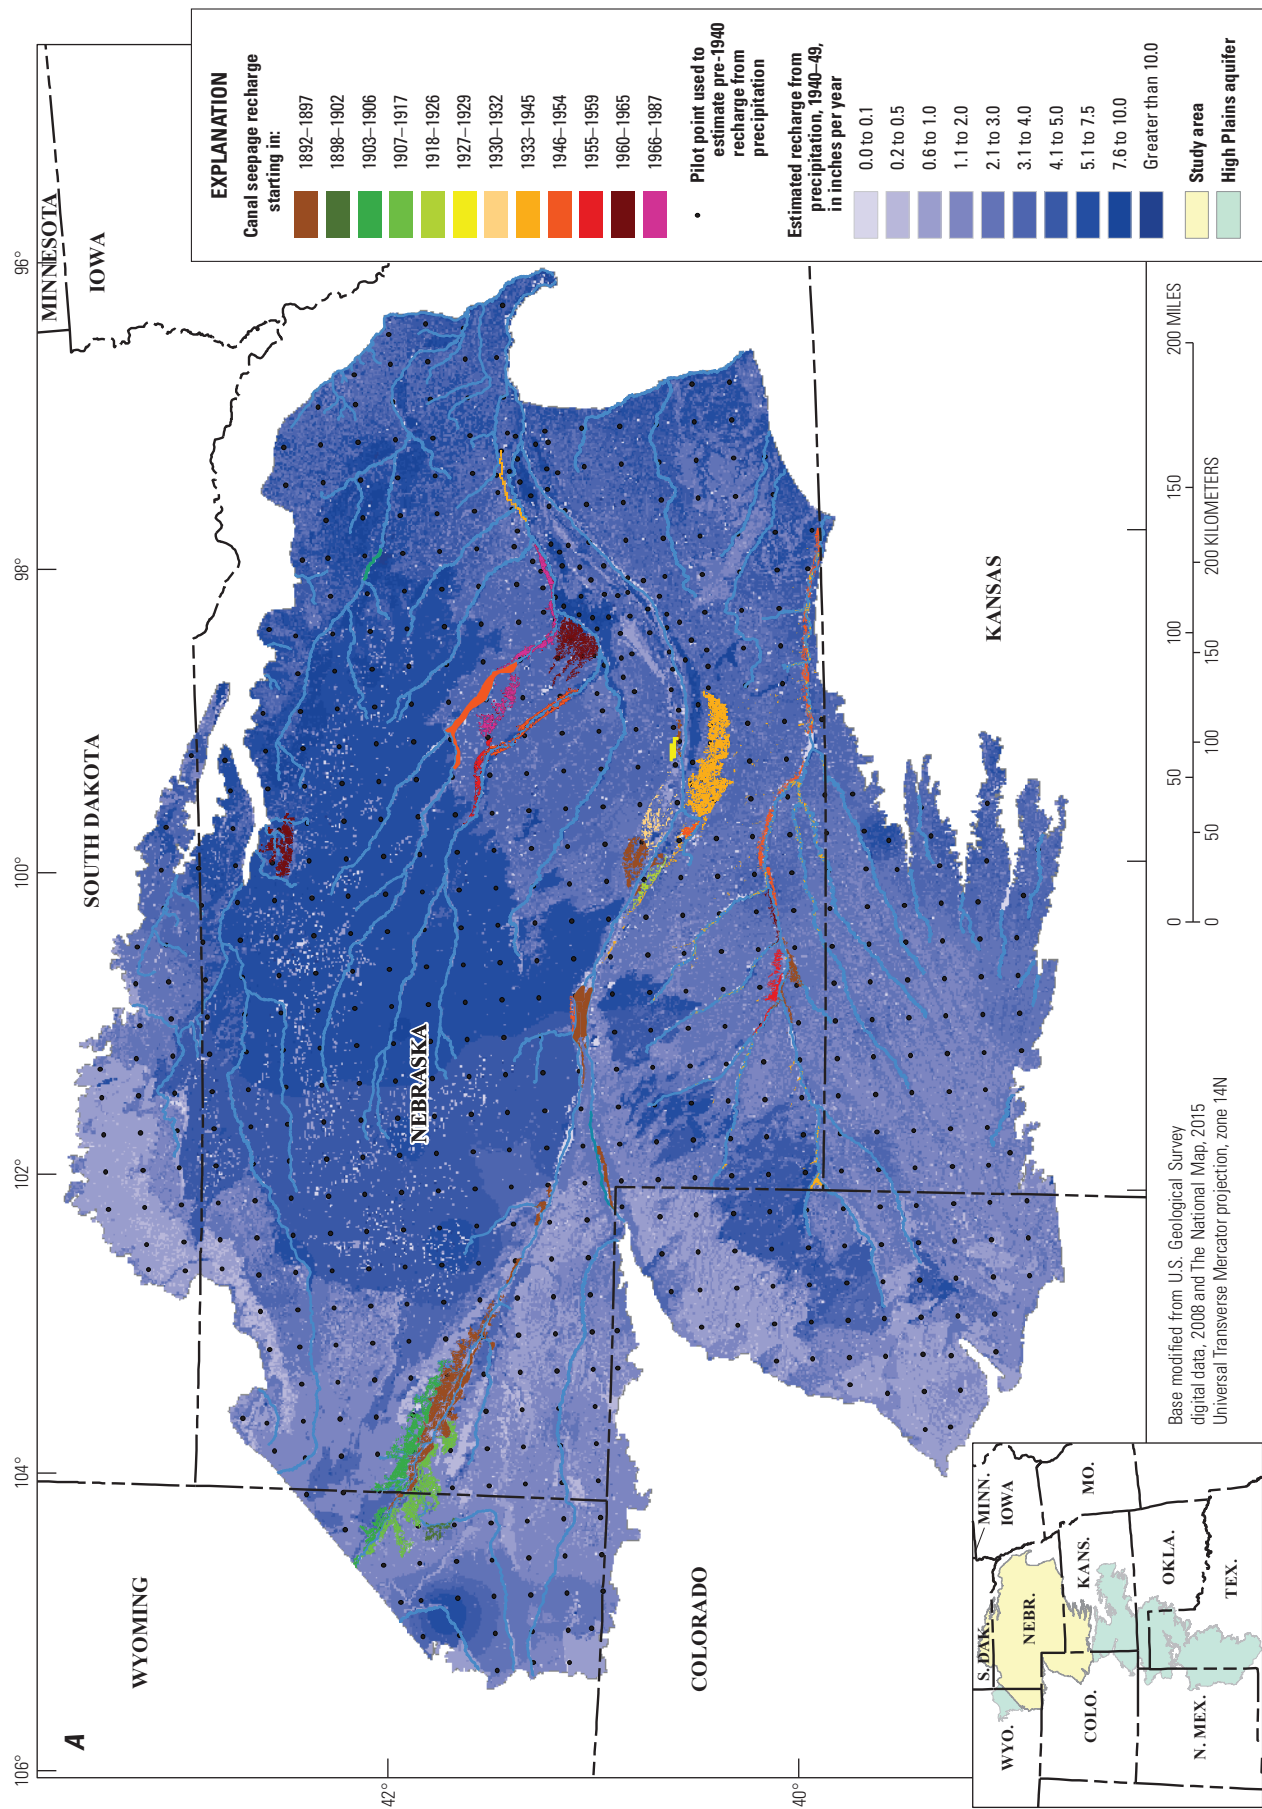 A
106°
104°
102°
100°
98°
96°
42°
40°
WYOMING
SOUTH DAKOTA
MINNESOTA
IOWA
NEBRASKA
COLORADO
KANSAS
EXPLANATION
Canal seepage recharge
starting in:
1892–1897
1898–1902
1903–1906
1907–1917
1918–1926
1927–1929
1930–1932
1933–1945
1946–1954
1955–1959
1960–1965
1966–1987
Pilot point used to
estimate pre-1940
recharge from
precipitation
Estimated recharge from
precipitation, 1940–49,
in inches per year
0.0 to 0.1
0.2 to 0.5
0.6 to 1.0
1.1 to 2.0
2.1 to 3.0
3.1 to 4.0
4.1 to 5.0
5.1 to 7.5
7.6 to 10.0
Greater than 10.0
Study area
High Plains aquifer
0 50 100 150 200 MILES
0 50 100 150 200 KILOMETERS
Base modified from U.S. Geological Survey
digital data, 2008 and The National Map, 2015
Universal Transverse Mercator projection, zone 14N
WYO.
S. DAK.
MINN.
IOWA
NEBR.
COLO.
KANS.
MO.
N. MEX.
OKLA.
TEX.